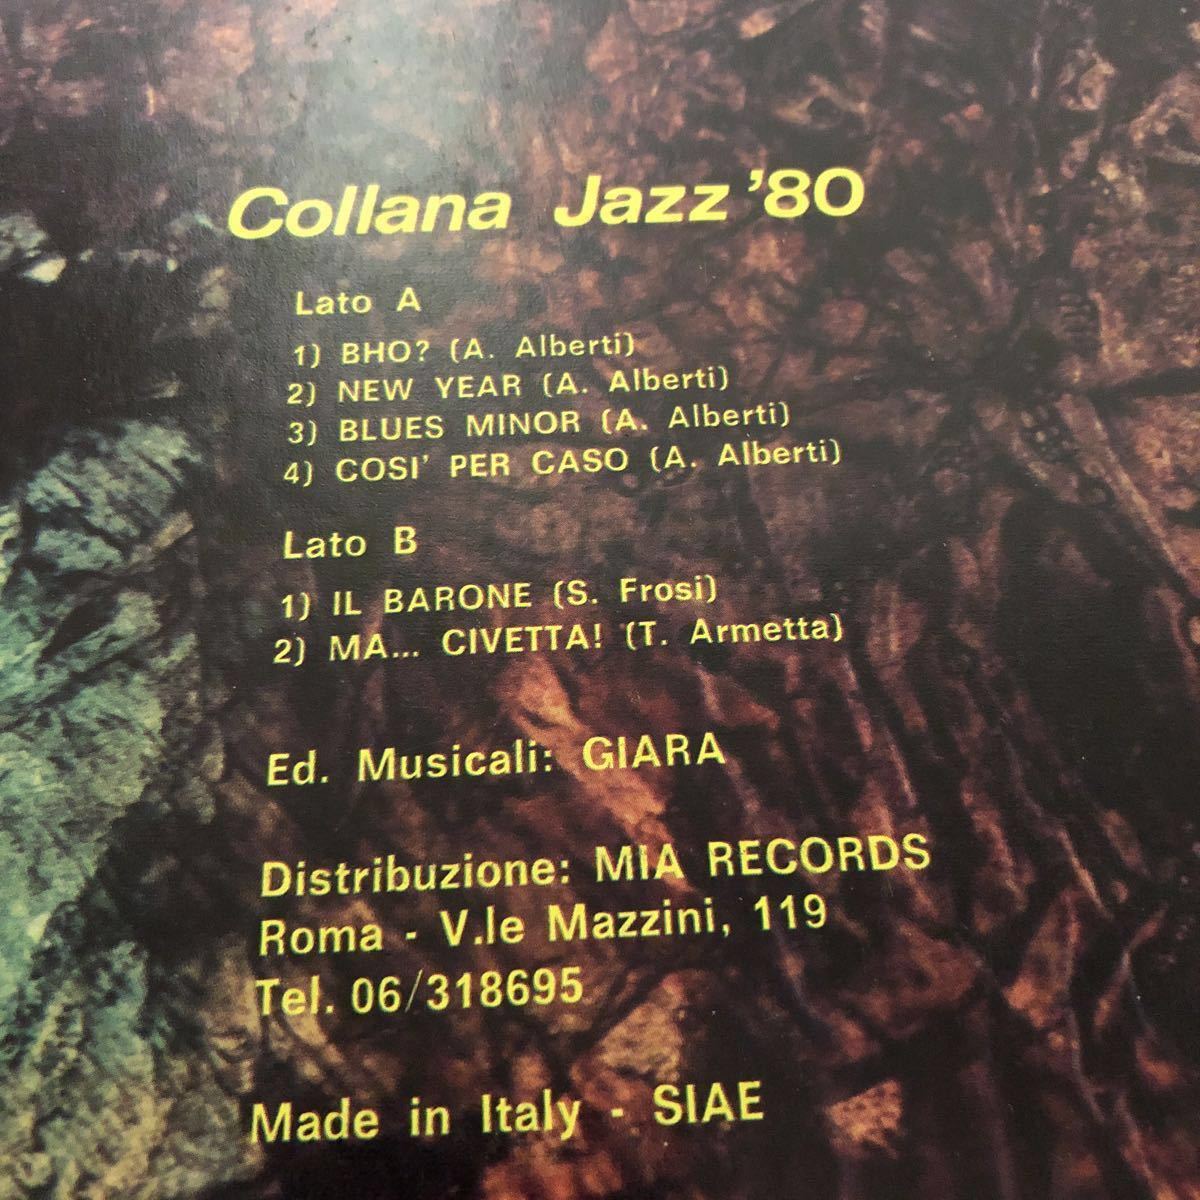 Collana Jazz '80
Lato A
1) BHO? (A. Alberti)
2) NEW YEAR (A. Alberti)
3) BLUES MINOR (A. Alberti)
4) COSI' PER CASO (A. Alberti)
Lato B
1) IL BARONE (S. Frosi)
2) MA... CIVETTA! (T. Armetta)
Ed. Musicali: GIARA
Distribuzione: MIA RECORDS
Roma - V.le Mazzini, 119
Tel. 06/318695
Made in Italy - SIAE